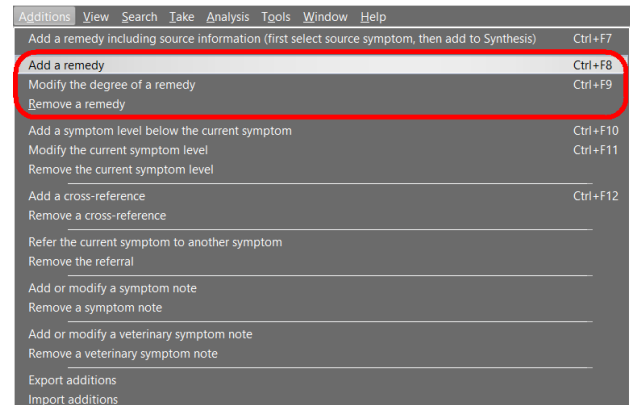 Additions View Search Take Analysis Tools Window Help
Add a remedy including source information (first select source symptom, then add to Synthesis) Ctrl+F7
Add a remedy Ctrl+F8
Modify the degree of a remedy Ctrl+F9
Remove a remedy
Add a symptom level below the current symptom Ctrl+F10
Modify the current symptom level Ctrl+F11
Remove the current symptom level
Add a cross-reference Ctrl+F12
Remove a cross-reference
Refer the current symptom to another symptom
Remove the referral
Add or modify a symptom note
Remove a symptom note
Add or modify a veterinary symptom note
Remove a veterinary symptom note
Export additions
Import additions